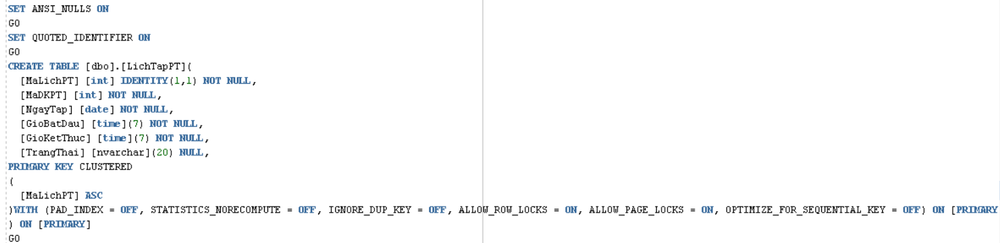 SET ANSI_NULLS ON
GO
SET QUOTED_IDENTIFIER ON
GO
CREATE TABLE [dbo].[LichTapPT](
  [MaLichPT] [int] IDENTITY(1,1) NOT NULL,
  [MaDKPT] [int] NOT NULL,
  [NgayTap] [date] NOT NULL,
  [GioBatDau] [time](7) NOT NULL,
  [GioKetThuc] [time](7) NOT NULL,
  [TrangThai] [nvarchar](20) NULL,
PRIMARY KEY CLUSTERED
(
  [MaLichPT] ASC
)WITH (PAD_INDEX = OFF, STATISTICS_NORECOMPUTE = OFF, IGNORE_DUP_KEY = OFF, ALLOW_ROW_LOCKS = ON, ALLOW_PAGE_LOCKS = ON, OPTIMIZE_FOR_SEQUENTIAL_KEY = OFF) ON [PRIMARY
) ON [PRIMARY]
GO